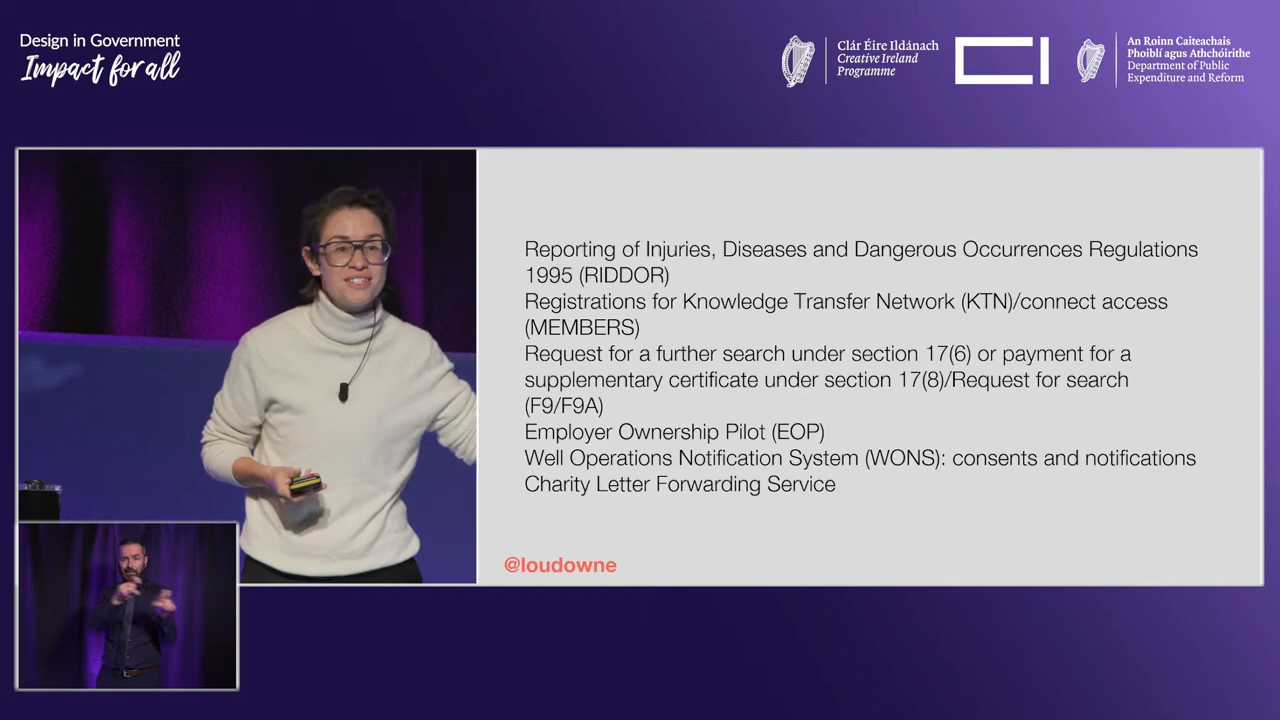 Design in Government
Impact for all
Clár Éire Ildánach
Creative Ireland
Programme
CI
An Roinn Caiteachais
Phoiblí agus Athchóirithe
Department of Public
Expenditure and Reform
Reporting of Injuries, Diseases and Dangerous Occurrences Regulations
1995 (RIDDOR)
Registrations for Knowledge Transfer Network (KTN)/connect access
(MEMBERS)
Request for a further search under section 17(6) or payment for a
supplementary certificate under section 17(8)/Request for search
(F9/F9A)
Employer Ownership Pilot (EOP)
Well Operations Notification System (WONS): consents and notifications
Charity Letter Forwarding Service
@loudowne